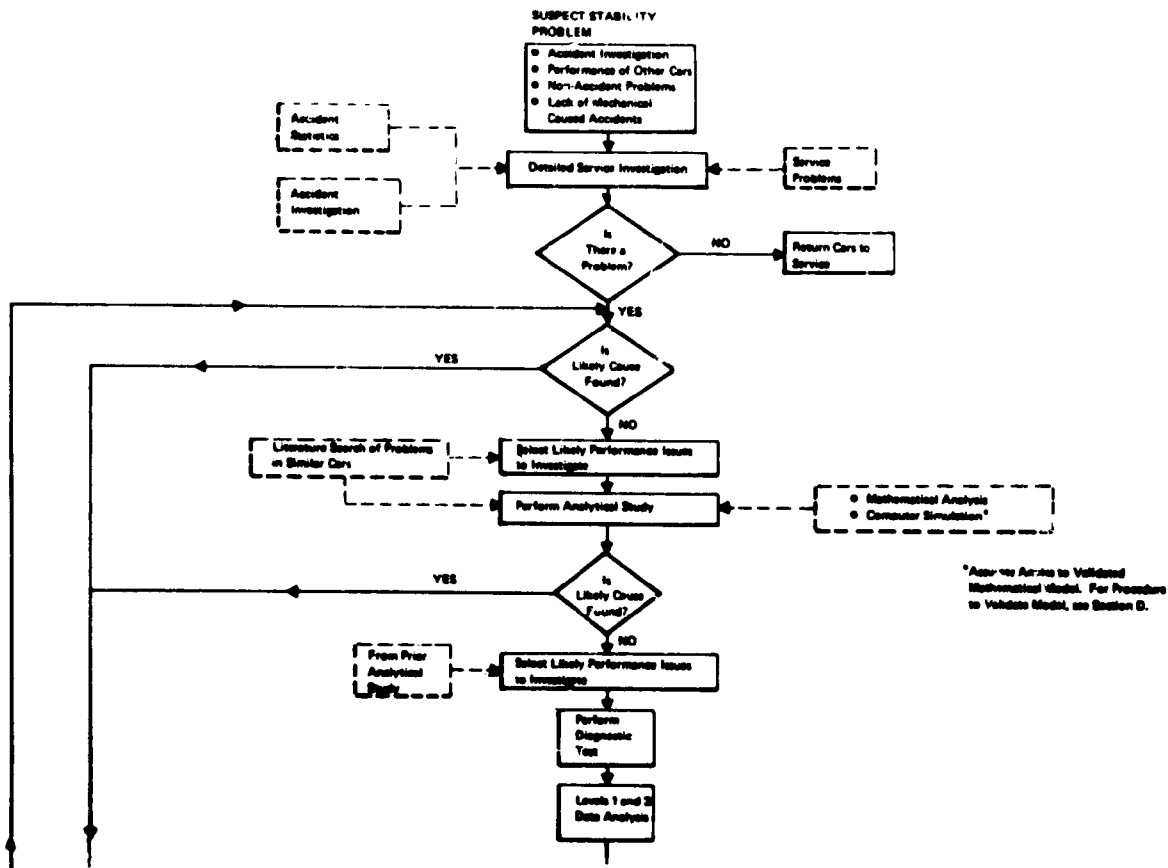 SUSPECT STABILITY
PROBLEM
● Accident Investigation
● Performance of Other Cars
● Non-Accident Problems
● Lack of Mechanical
Caused Accidents
Accident
Statistics
Detailed Service Investigation
Service
Problems
Accident
Investigation
Is
There a
Problem?
NO
Return Cars to
Service
YES
Is
Likely Cause
Found?
YES
NO
Literature Search of Problems
in Similar Cars
Select Likely Performance Issues
to Investigate
Perform Analytical Study
● Mathematical Analysis
● Computer Simulation*
Is
Likely Cause
Found?
YES
*Assumes Access to Validated
Mathematical Model. For Procedure
to Validate Model, see Section D.
NO
From Prior
Analytical
Study
Select Likely Performance Issues
to Investigate
Perform
Diagnostic
Test
Levels 1 and
Data Analysis